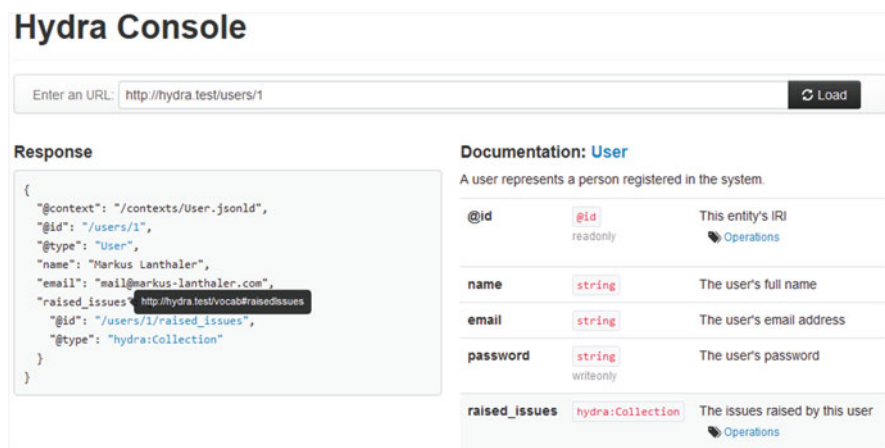 Hydra Console
Enter an URL: http://hydra.test/users/1 Load
Response
{
"@context": "/contexts/User.jsonld",
"@id": "/users/1",
"@type": "User",
"name": "Markus Lanthaler",
"email": "mail@markus-lanthaler.com",
"raised_issues" http://hydra.test/vocab#raisedIssues
"@id": "/users/1/raised_issues",
"@type": "hydra:Collection"
}
}
Documentation: User
A user represents a person registered in the system.
@id @id This entity's IRI
readonly Operations
name string The user's full name
email string The user's email address
password string The user's password
writeonly
raised_issues hydra:Collection The issues raised by this user
Operations